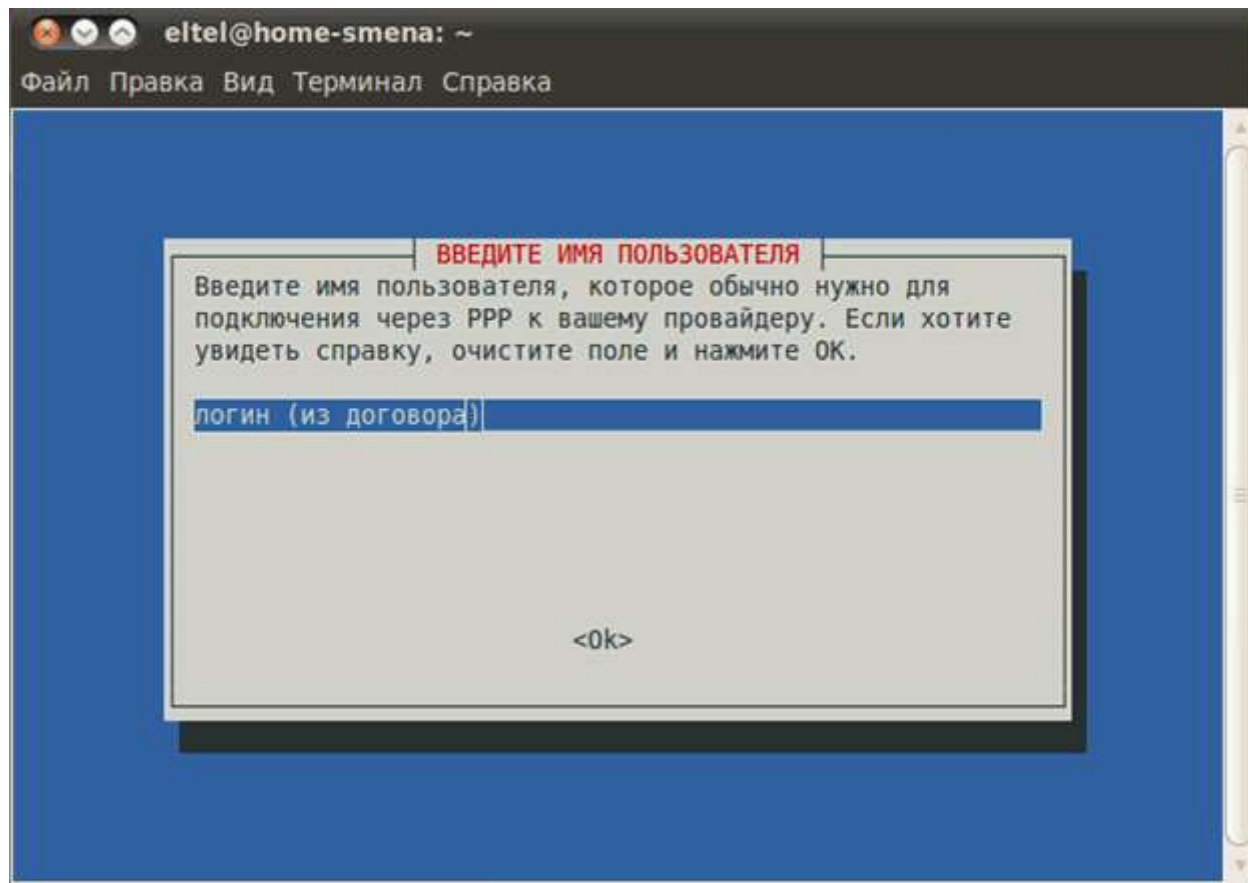 eltel@home-smena: ~
Файл Правка Вид Терминал Справка
ВВЕДИТЕ ИМЯ ПОЛЬЗОВАТЕЛЯ
Введите имя пользователя, которое обычно нужно для
подключения через PPP к вашему провайдеру. Если хотите
увидеть справку, очистите поле и нажмите OK.
логин (из договора)
<Ok>